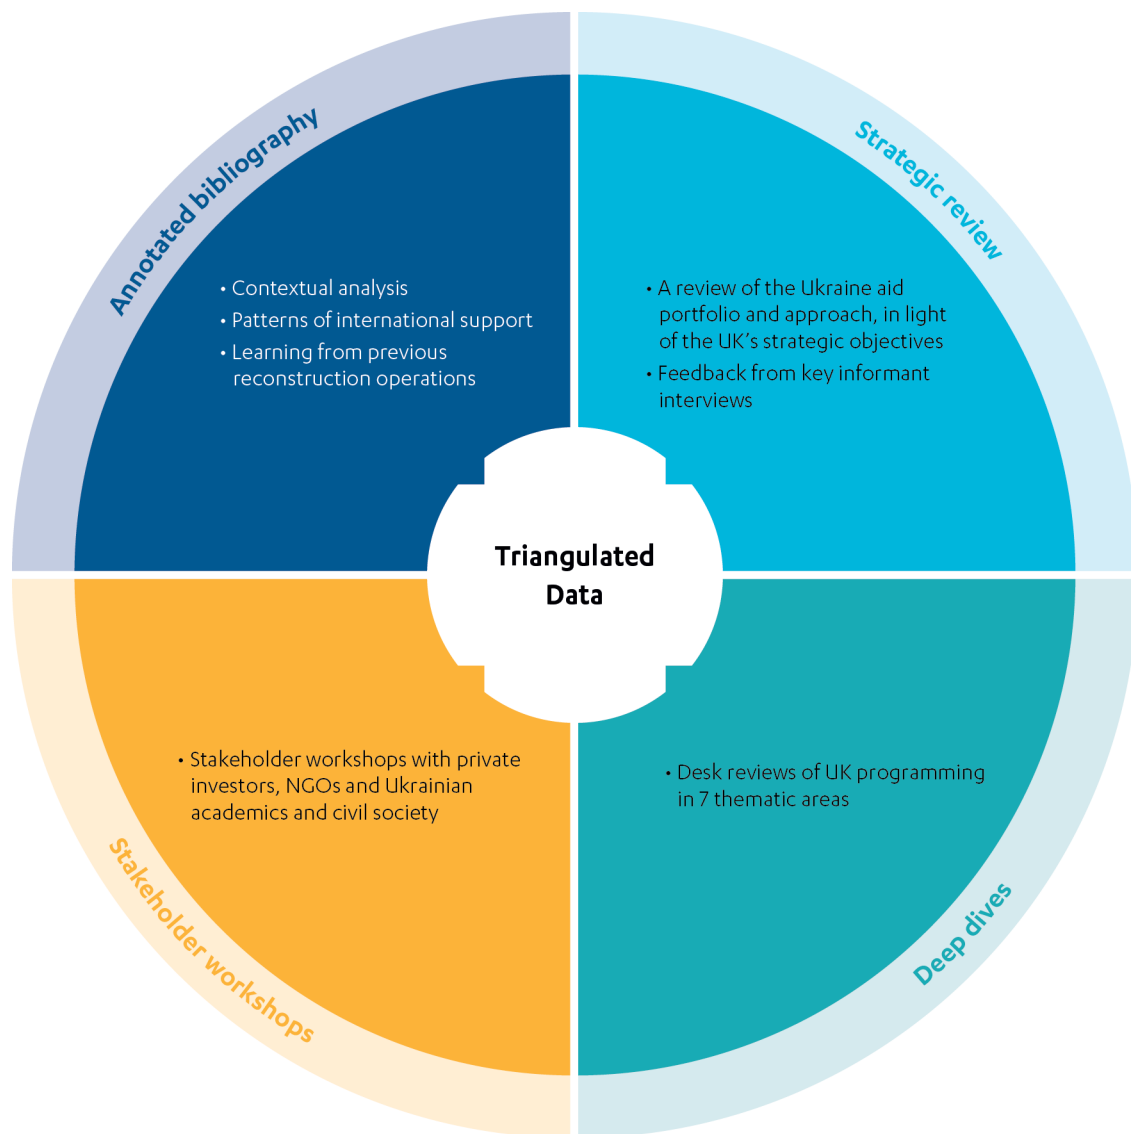 Annotated bibliography
• Contextual analysis
• Patterns of international support
• Learning from previous
reconstruction operations
Strategic review
• A review of the Ukraine aid
portfolio and approach, in light
of the UK's strategic objectives
• Feedback from key informant
interviews
Triangulated
Data
Stakeholder workshops
• Stakeholder workshops with private
investors, NGOs and Ukrainian
academics and civil society
Deep dives
• Desk reviews of UK programming
in 7 thematic areas